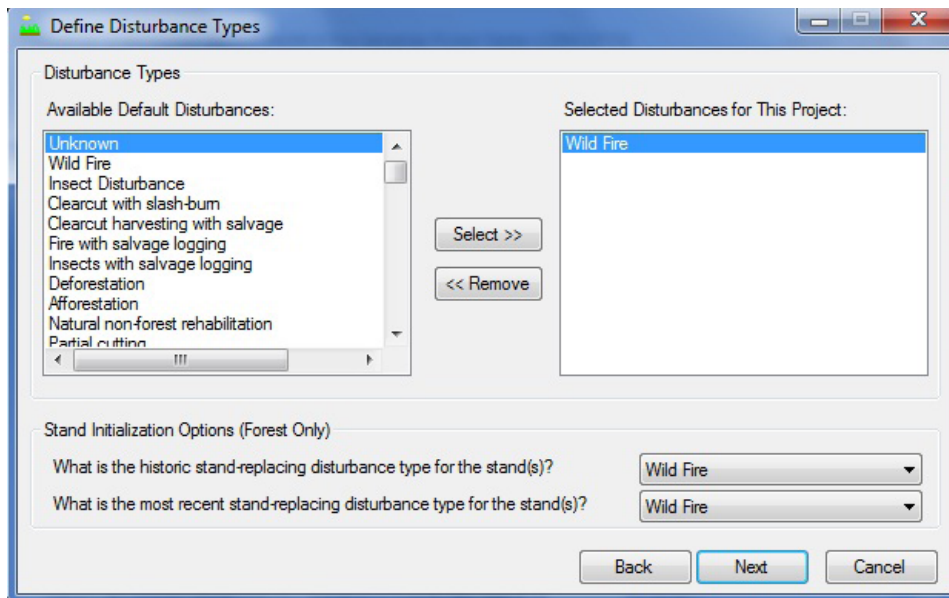 Define Disturbance Types
Disturbance Types
Available Default Disturbances:
Unknown
Wild Fire
Insect Disturbance
Clearcut with slash-burn
Clearcut harvesting with salvage
Fire with salvage logging
Insects with salvage logging
Deforestation
Afforestation
Natural non-forest rehabilitation
Partial cutting
Select >>
<< Remove
Selected Disturbances for This Project:
Wild Fire
Stand Initialization Options (Forest Only)
What is the historic stand-replacing disturbance type for the stand(s)? Wild Fire
What is the most recent stand-replacing disturbance type for the stand(s)? Wild Fire
Back Next Cancel